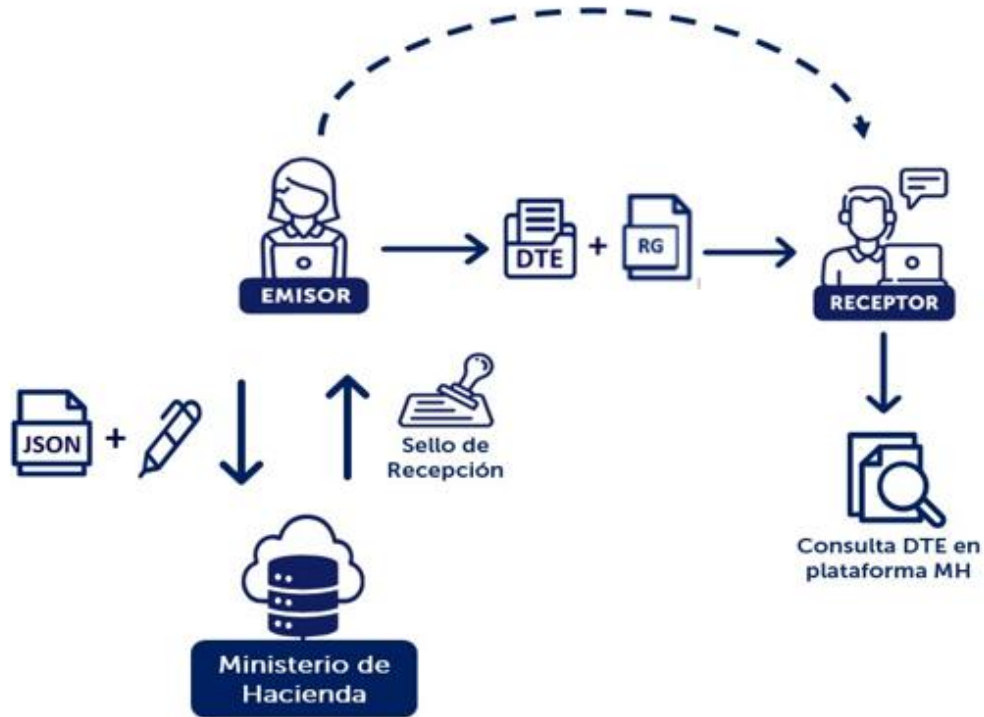 DTE
+
RG
EMISOR
RECEPTOR
JSON
+
Sello de
Recepción
Consulta DTE en
plataforma MH
Ministerio de
Hacienda